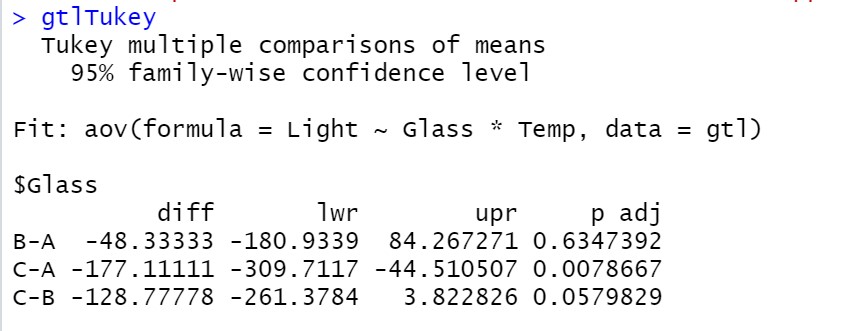 > gtlTukey
  Tukey multiple comparisons of means
    95% family-wise confidence level

Fit: aov(formula = Light ~ Glass * Temp, data = gtl)

$Glass
          diff       lwr        upr     p adj
B-A  -48.33333 -180.9339  84.267271 0.6347392
C-A -177.11111 -309.7117 -44.510507 0.0078667
C-B -128.77778 -261.3784   3.822826 0.0579829